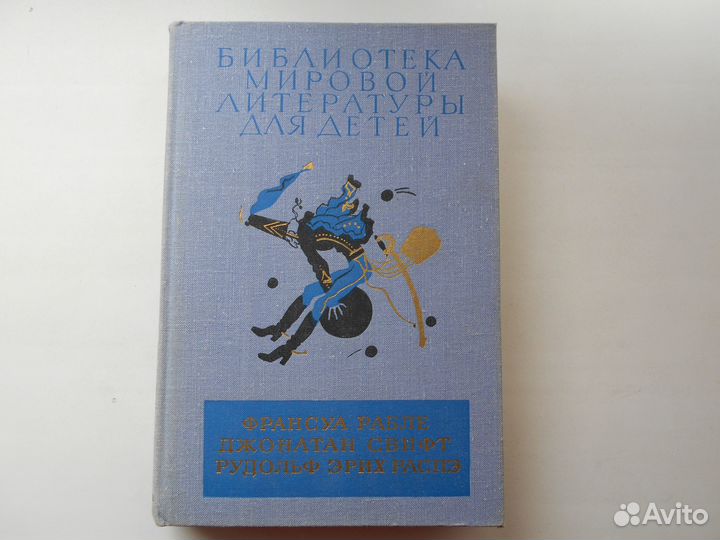 БИБЛИОТЕКА
МИРОВОЙ
ЛИТЕРАТУРЫ
ДЛЯ ДЕТЕЙ
ФРАНСУА РАБЛЕ
ДЖОНАТАН СВИФТ
РУДОЛЬФ ЭРИХ РАСПЭ
Avito